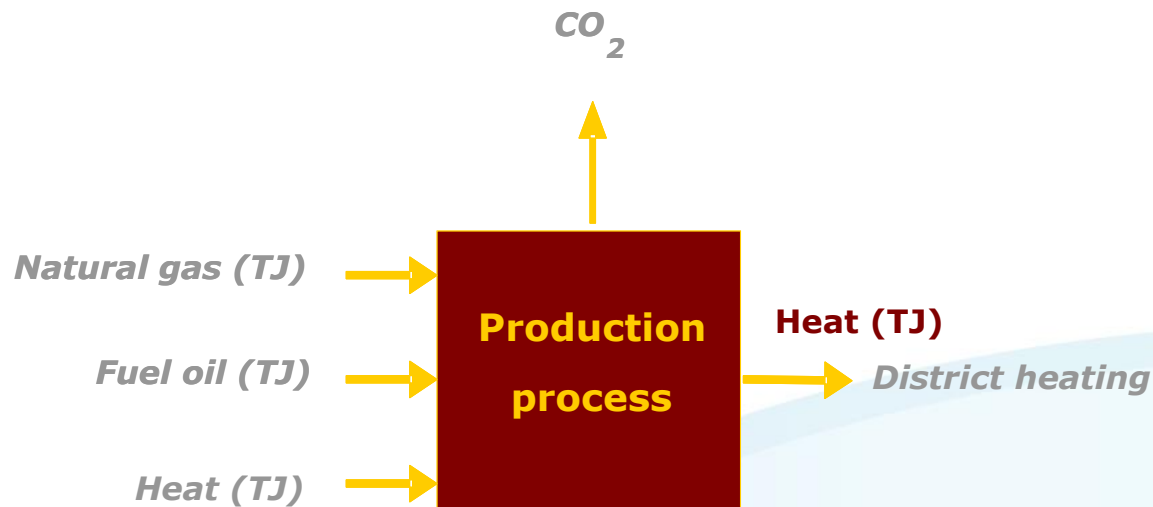 CO2
Natural gas (TJ)
Production
process
Heat (TJ)
Fuel oil (TJ)
District heating
Heat (TJ)